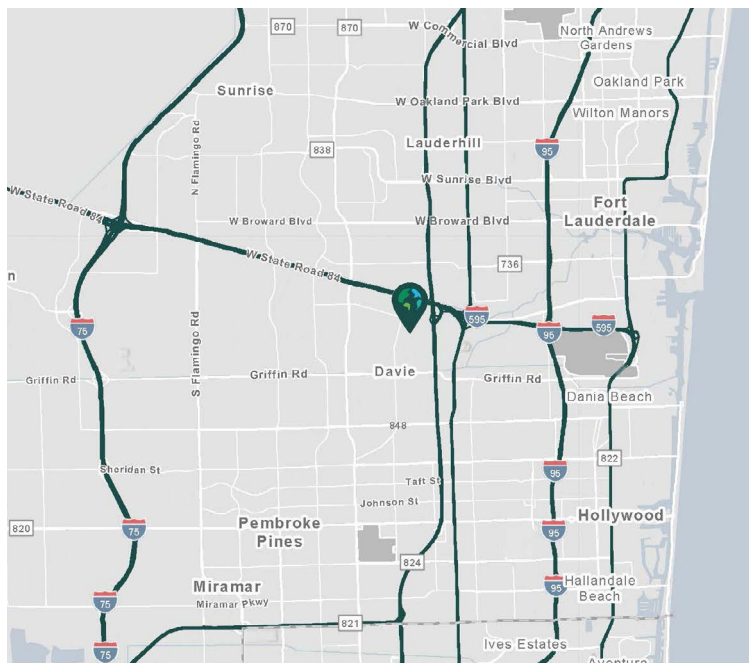 870
870
W Commercial Blvd
North Andrews
Gardens
Sunrise
Oakland Park
W Oakland Park Blvd
Wilton Manors
N Flamingo Rd
838
Lauderhill
95
W Sunrise Blvd
W State Road 84
W Broward Blvd
W Broward Blvd
Fort
Lauderdale
W State Road 84
736
n
75
595
95
595
S Flamingo Rd
Griffin Rd
Griffin Rd
Davie
Griffin Rd
Dania Beach
848
822
Sheridan St
95
Taft St
Johnson St
820
75
Pembroke
Pines
95
Hollywood
824
Miramar
95
Hallandale
Beach
75
Miramar Pkwy
821
75
Ives Estates
Aventura